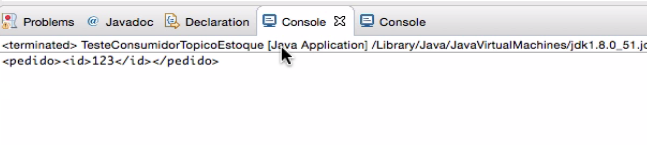 Problems @ Javadoc Declaration Console Console
<terminated> TesteConsumidorTopicoEstoque [Java Application] /Library/Java/JavaVirtualMachines/jdk1.8.0_51.jd
<pedido><id>123</id></pedido>